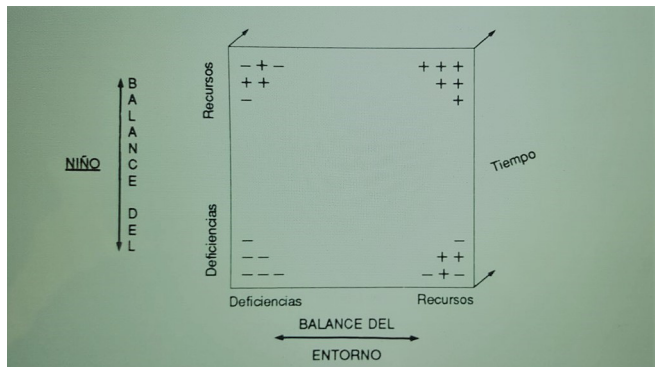 Recursos
− + −
+ +
−
+ + +
+ +
+
BALANCE DEL
NIÑO
Tiempo
Deficiencias
−
− −
− − −
−
+ +
− + −
Deficiencias
Recursos
BALANCE DEL
ENTORNO